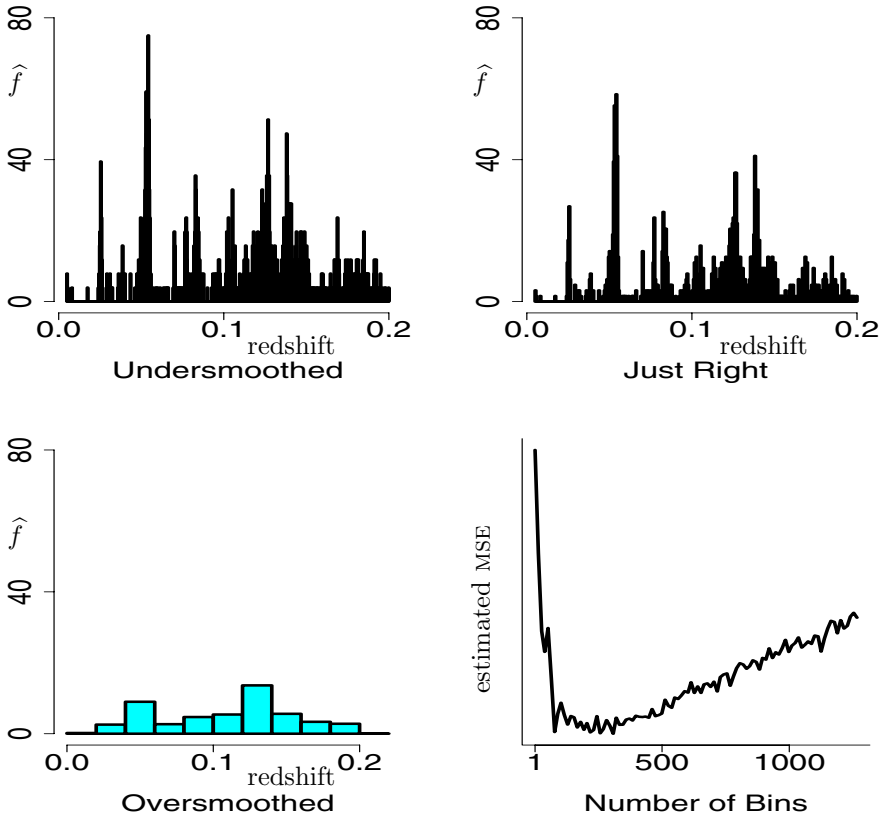 80
f̂
40
0
0.0 0.1 0.2
redshift
Undersmoothed
80
f̂
40
0
0.0 0.1 0.2
redshift
Just Right
80
f̂
40
0
0.0 0.1 0.2
redshift
Oversmoothed
estimated MSE
1 500 1000
Number of Bins